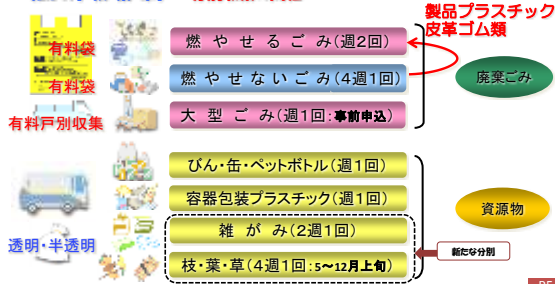 製品プラスチック
皮革ゴム類
有料袋
燃やせるごみ(週2回)
有料袋
燃やせないごみ(4週1回)
廃棄ごみ
有料戸別収集
大型ごみ(週1回:事前申込)
びん・缶・ペットボトル(週1回)
容器包装プラスチック(週1回)
資源物
透明・半透明
雑がみ(2週1回)
新たな分別
枝・葉・草(4週1回:5~12月上旬)